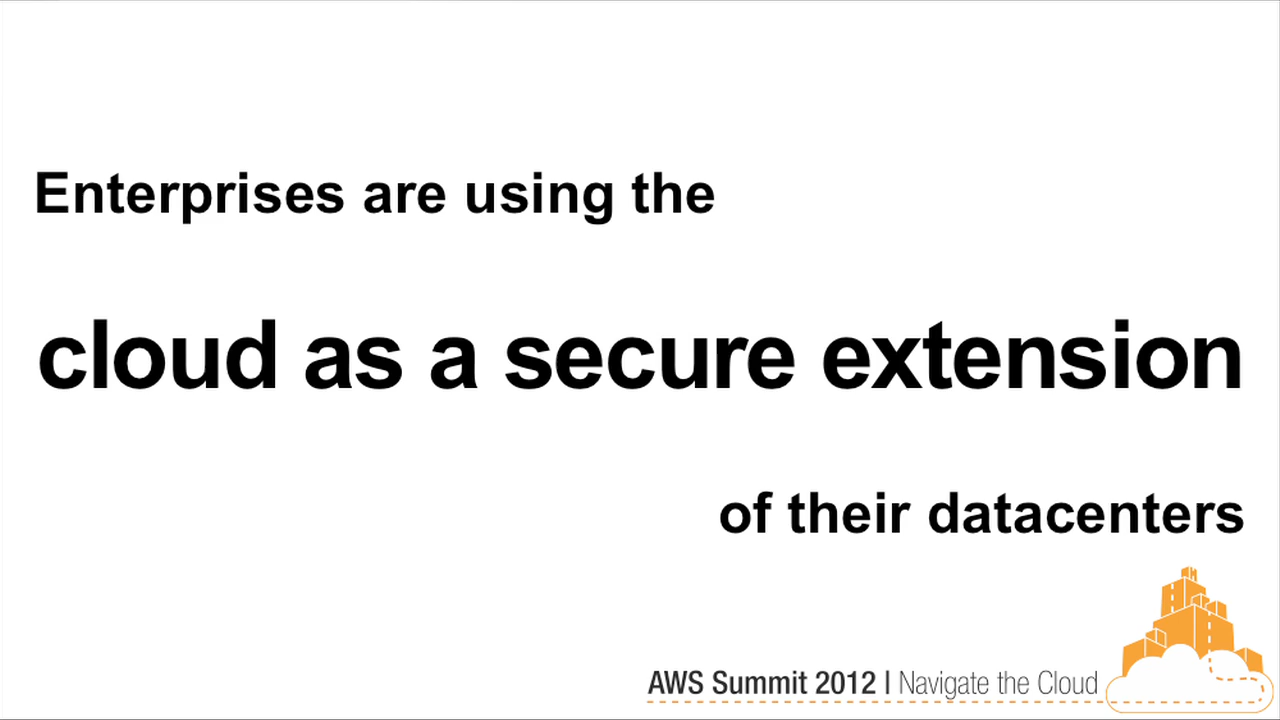 Enterprises are using the
cloud as a secure extension
of their datacenters
AWS Summit 2012 | Navigate the Cloud